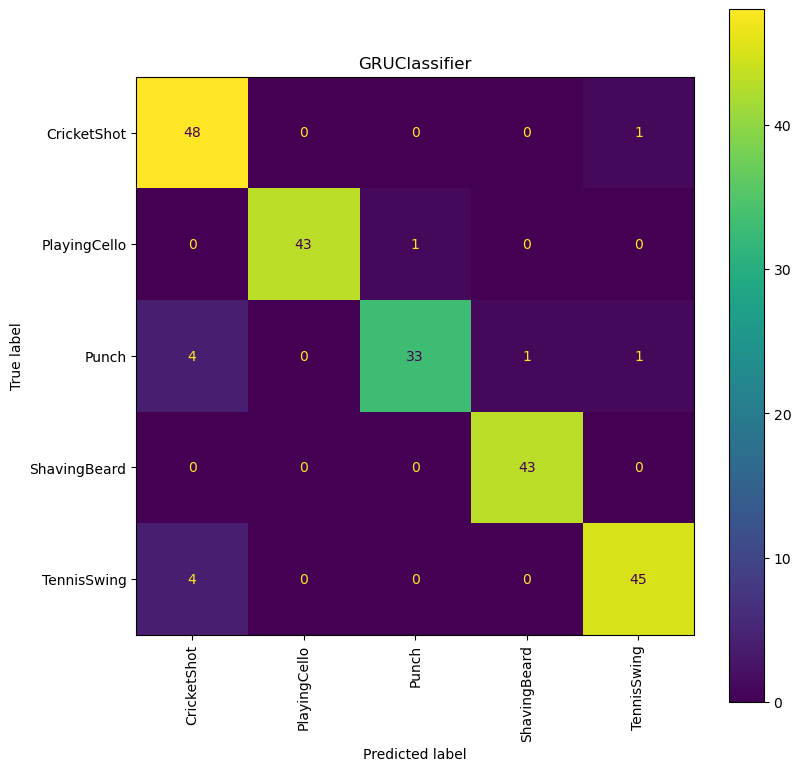 GRUClassifier
CricketShot 48 0 0 0 1
PlayingCello 0 43 1 0 0
Punch 4 0 33 1 1
ShavingBeard 0 0 0 43 0
TennisSwing 4 0 0 0 45
True label
CricketShot
PlayingCello
Punch
ShavingBeard
TennisSwing
Predicted label
40
30
20
10
0